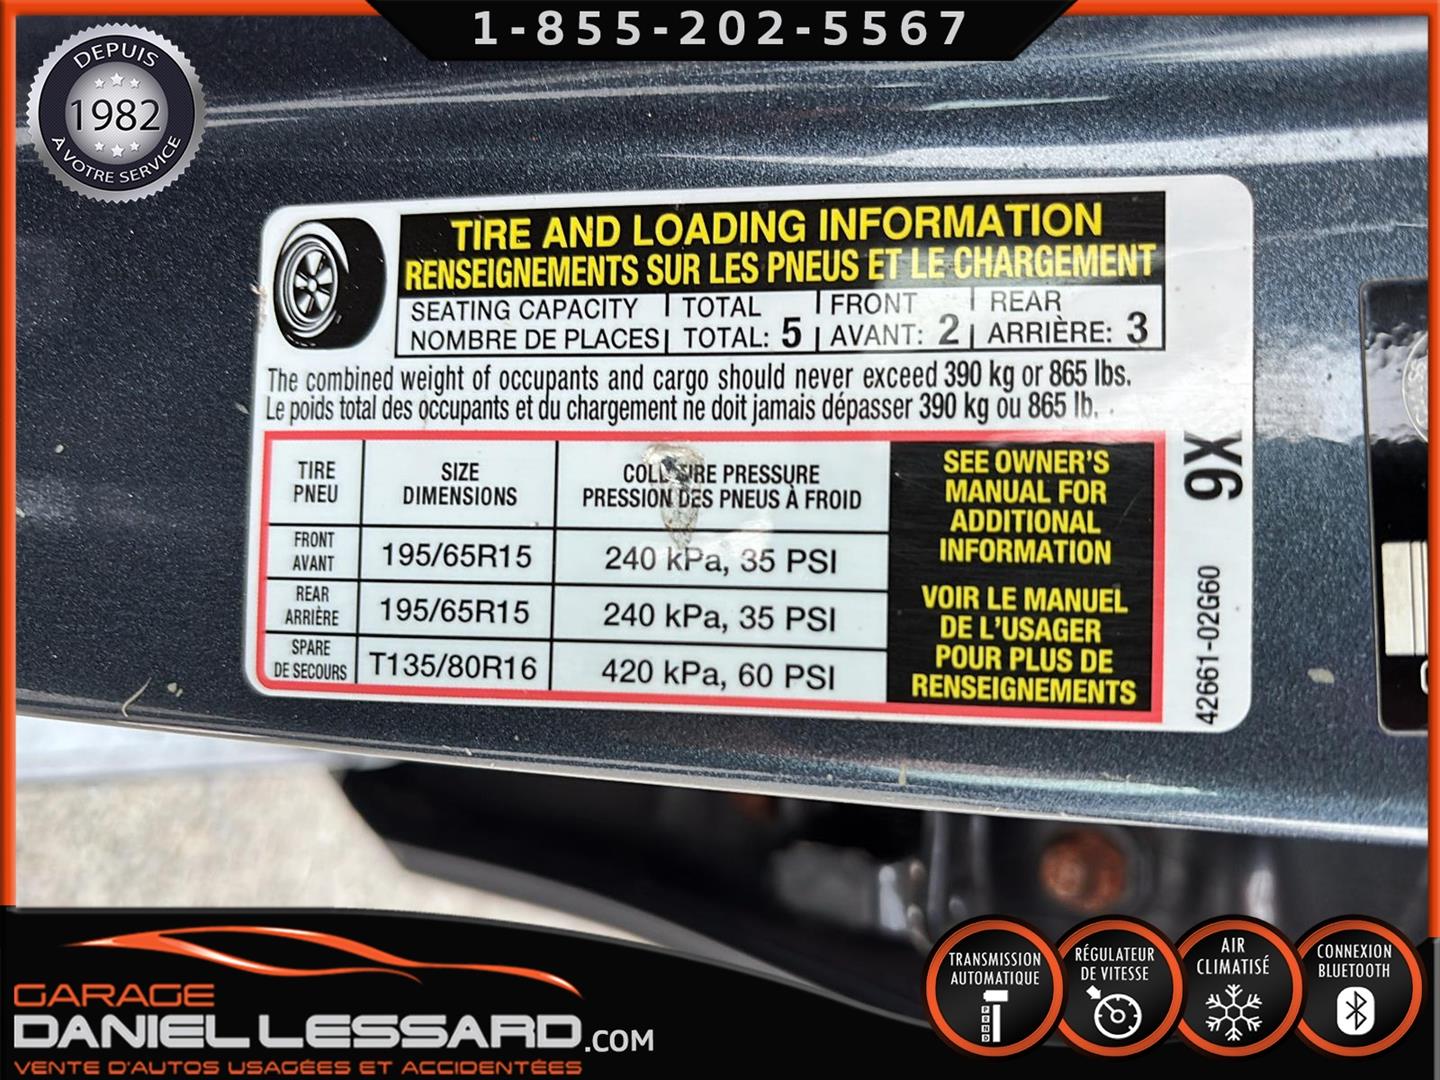 1-855-202-5567
DEPUIS
1982
À VOTRE SERVICE
TIRE AND LOADING INFORMATION
RENSEIGNEMENTS SUR LES PNEUS ET LE CHARGEMENT
SEATING CAPACITY TOTAL FRONT REAR
NOMBRE DE PLACES TOTAL: 5 AVANT: 2 ARRIÈRE: 3
The combined weight of occupants and cargo should never exceed 390 kg or 865 lbs.
Le poids total des occupants et du chargement ne doit jamais dépasser 390 kg ou 865 lb.
TIRE SIZE COLD TIRE PRESSURE
PNEU DIMENSIONS PRESSION DES PNEUS À FROID
FRONT
AVANT 195/65R15 240 kPa, 35 PSI
REAR
ARRIÈRE 195/65R15 240 kPa, 35 PSI
SPARE
DE SECOURS T135/80R16 420 kPa, 60 PSI
SEE OWNER'S
MANUAL FOR
ADDITIONAL
INFORMATION
VOIR LE MANUEL
DE L'USAGER
POUR PLUS DE
RENSEIGNEMENTS
42661-02G60 9X
GARAGE
DANIEL LESSARD.COM
VENTE D'AUTOS USAGÉES ET ACCIDENTÉES
TRANSMISSION
AUTOMATIQUE
RÉGULATEUR
DE VITESSE
AIR
CLIMATISÉ
CONNEXION
BLUETOOTH